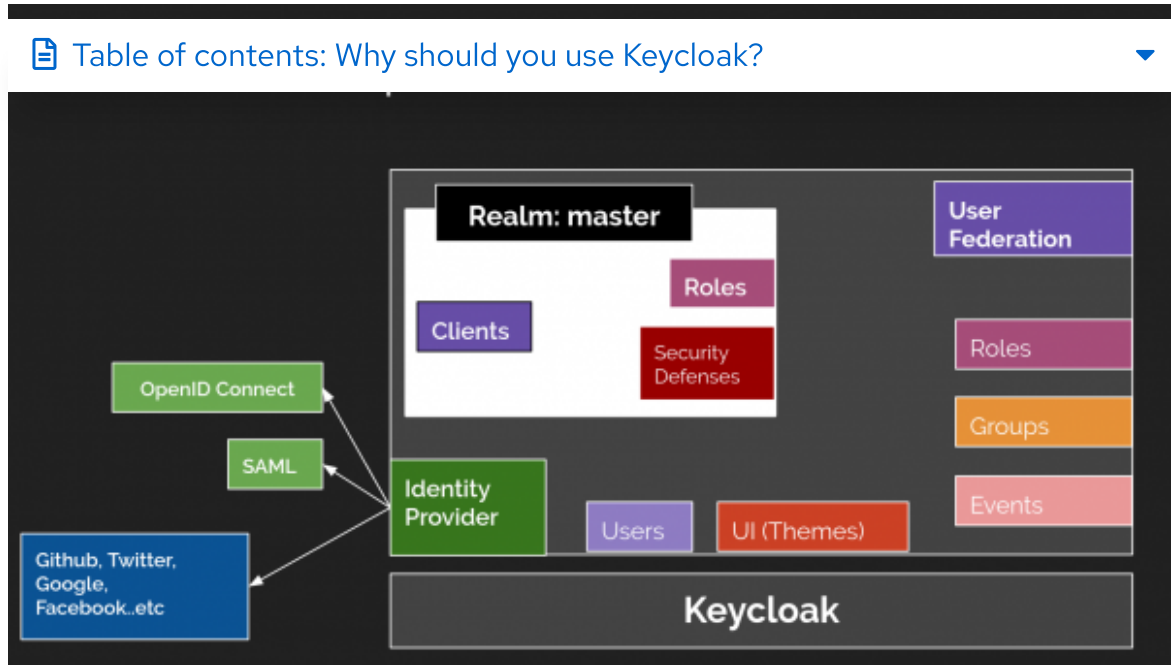 Table of contents: Why should you use Keycloak?
Realm: master
User
Federation
Roles
Clients
Security
Defenses
Roles
OpenID Connect
Groups
SAML
Identity
Provider
Events
Users
UI (Themes)
Github, Twitter,
Google,
Facebook..etc
Keycloak